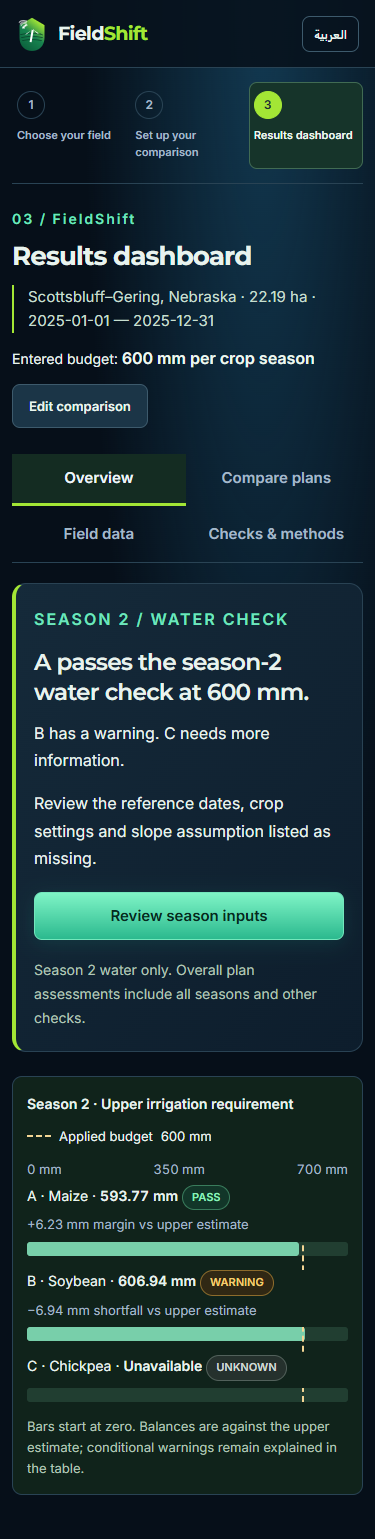 FieldShift
العربية
1
Choose your field
2
Set up your
comparison
3
Results dashboard
03 / FieldShift
Results dashboard
Scottsbluff–Gering, Nebraska · 22.19 ha ·
2025-01-01 — 2025-12-31
Entered budget: 600 mm per crop season
Edit comparison
Overview
Compare plans
Field data
Checks & methods
SEASON 2 / WATER CHECK
A passes the season-2
water check at 600 mm.
B has a warning. C needs more
information.
Review the reference dates, crop
settings and slope assumption listed as
missing.
Review season inputs
Season 2 water only. Overall plan
assessments include all seasons and other
checks.
Season 2 · Upper irrigation requirement
Applied budget 600 mm
0 mm 350 mm 700 mm
A · Maize · 593.77 mm PASS
+6.23 mm margin vs upper estimate
B · Soybean · 606.94 mm WARNING
−6.94 mm shortfall vs upper estimate
C · Chickpea · Unavailable UNKNOWN
Bars start at zero. Balances are against the upper
estimate; conditional warnings remain explained in
the table.